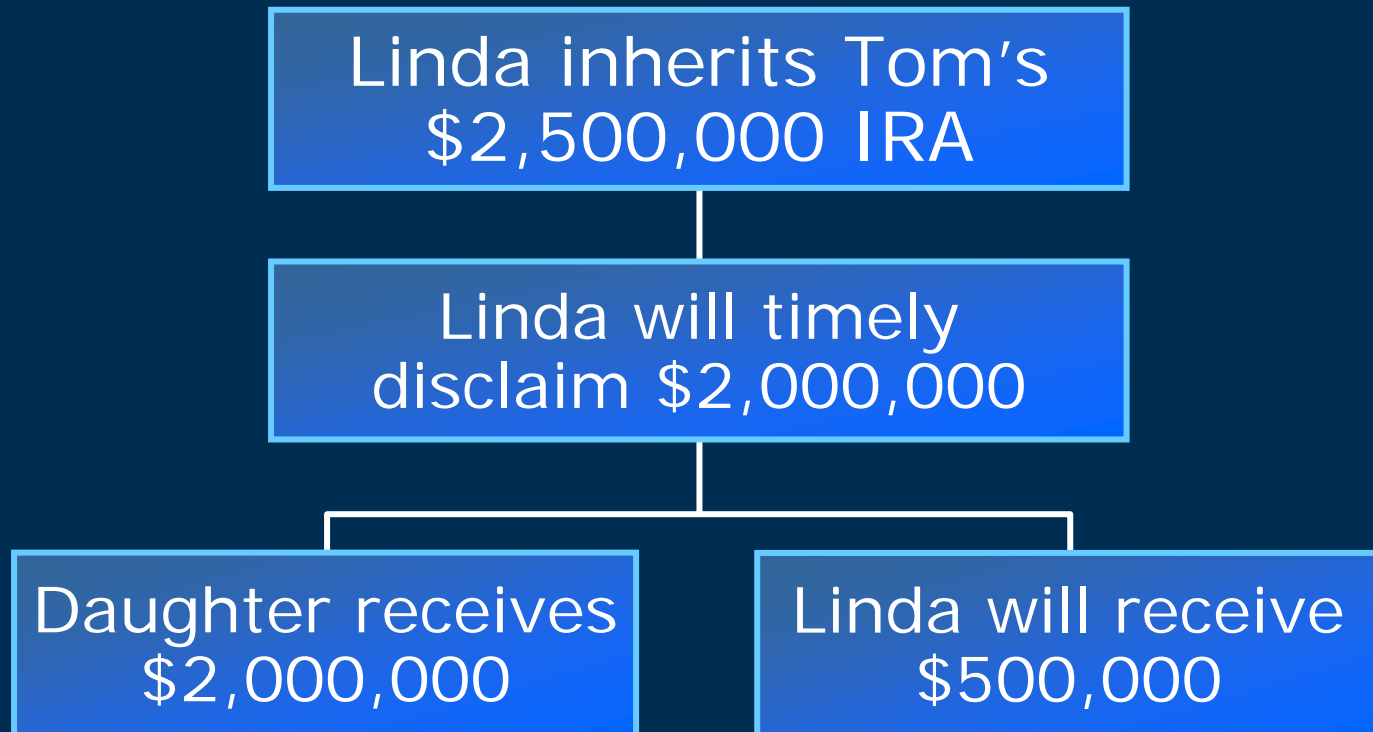 Linda inherits Tom’s
$2,500,000 IRA
Linda will timely
disclaim $2,000,000
Daughter receives
$2,000,000
Linda will receive
$500,000